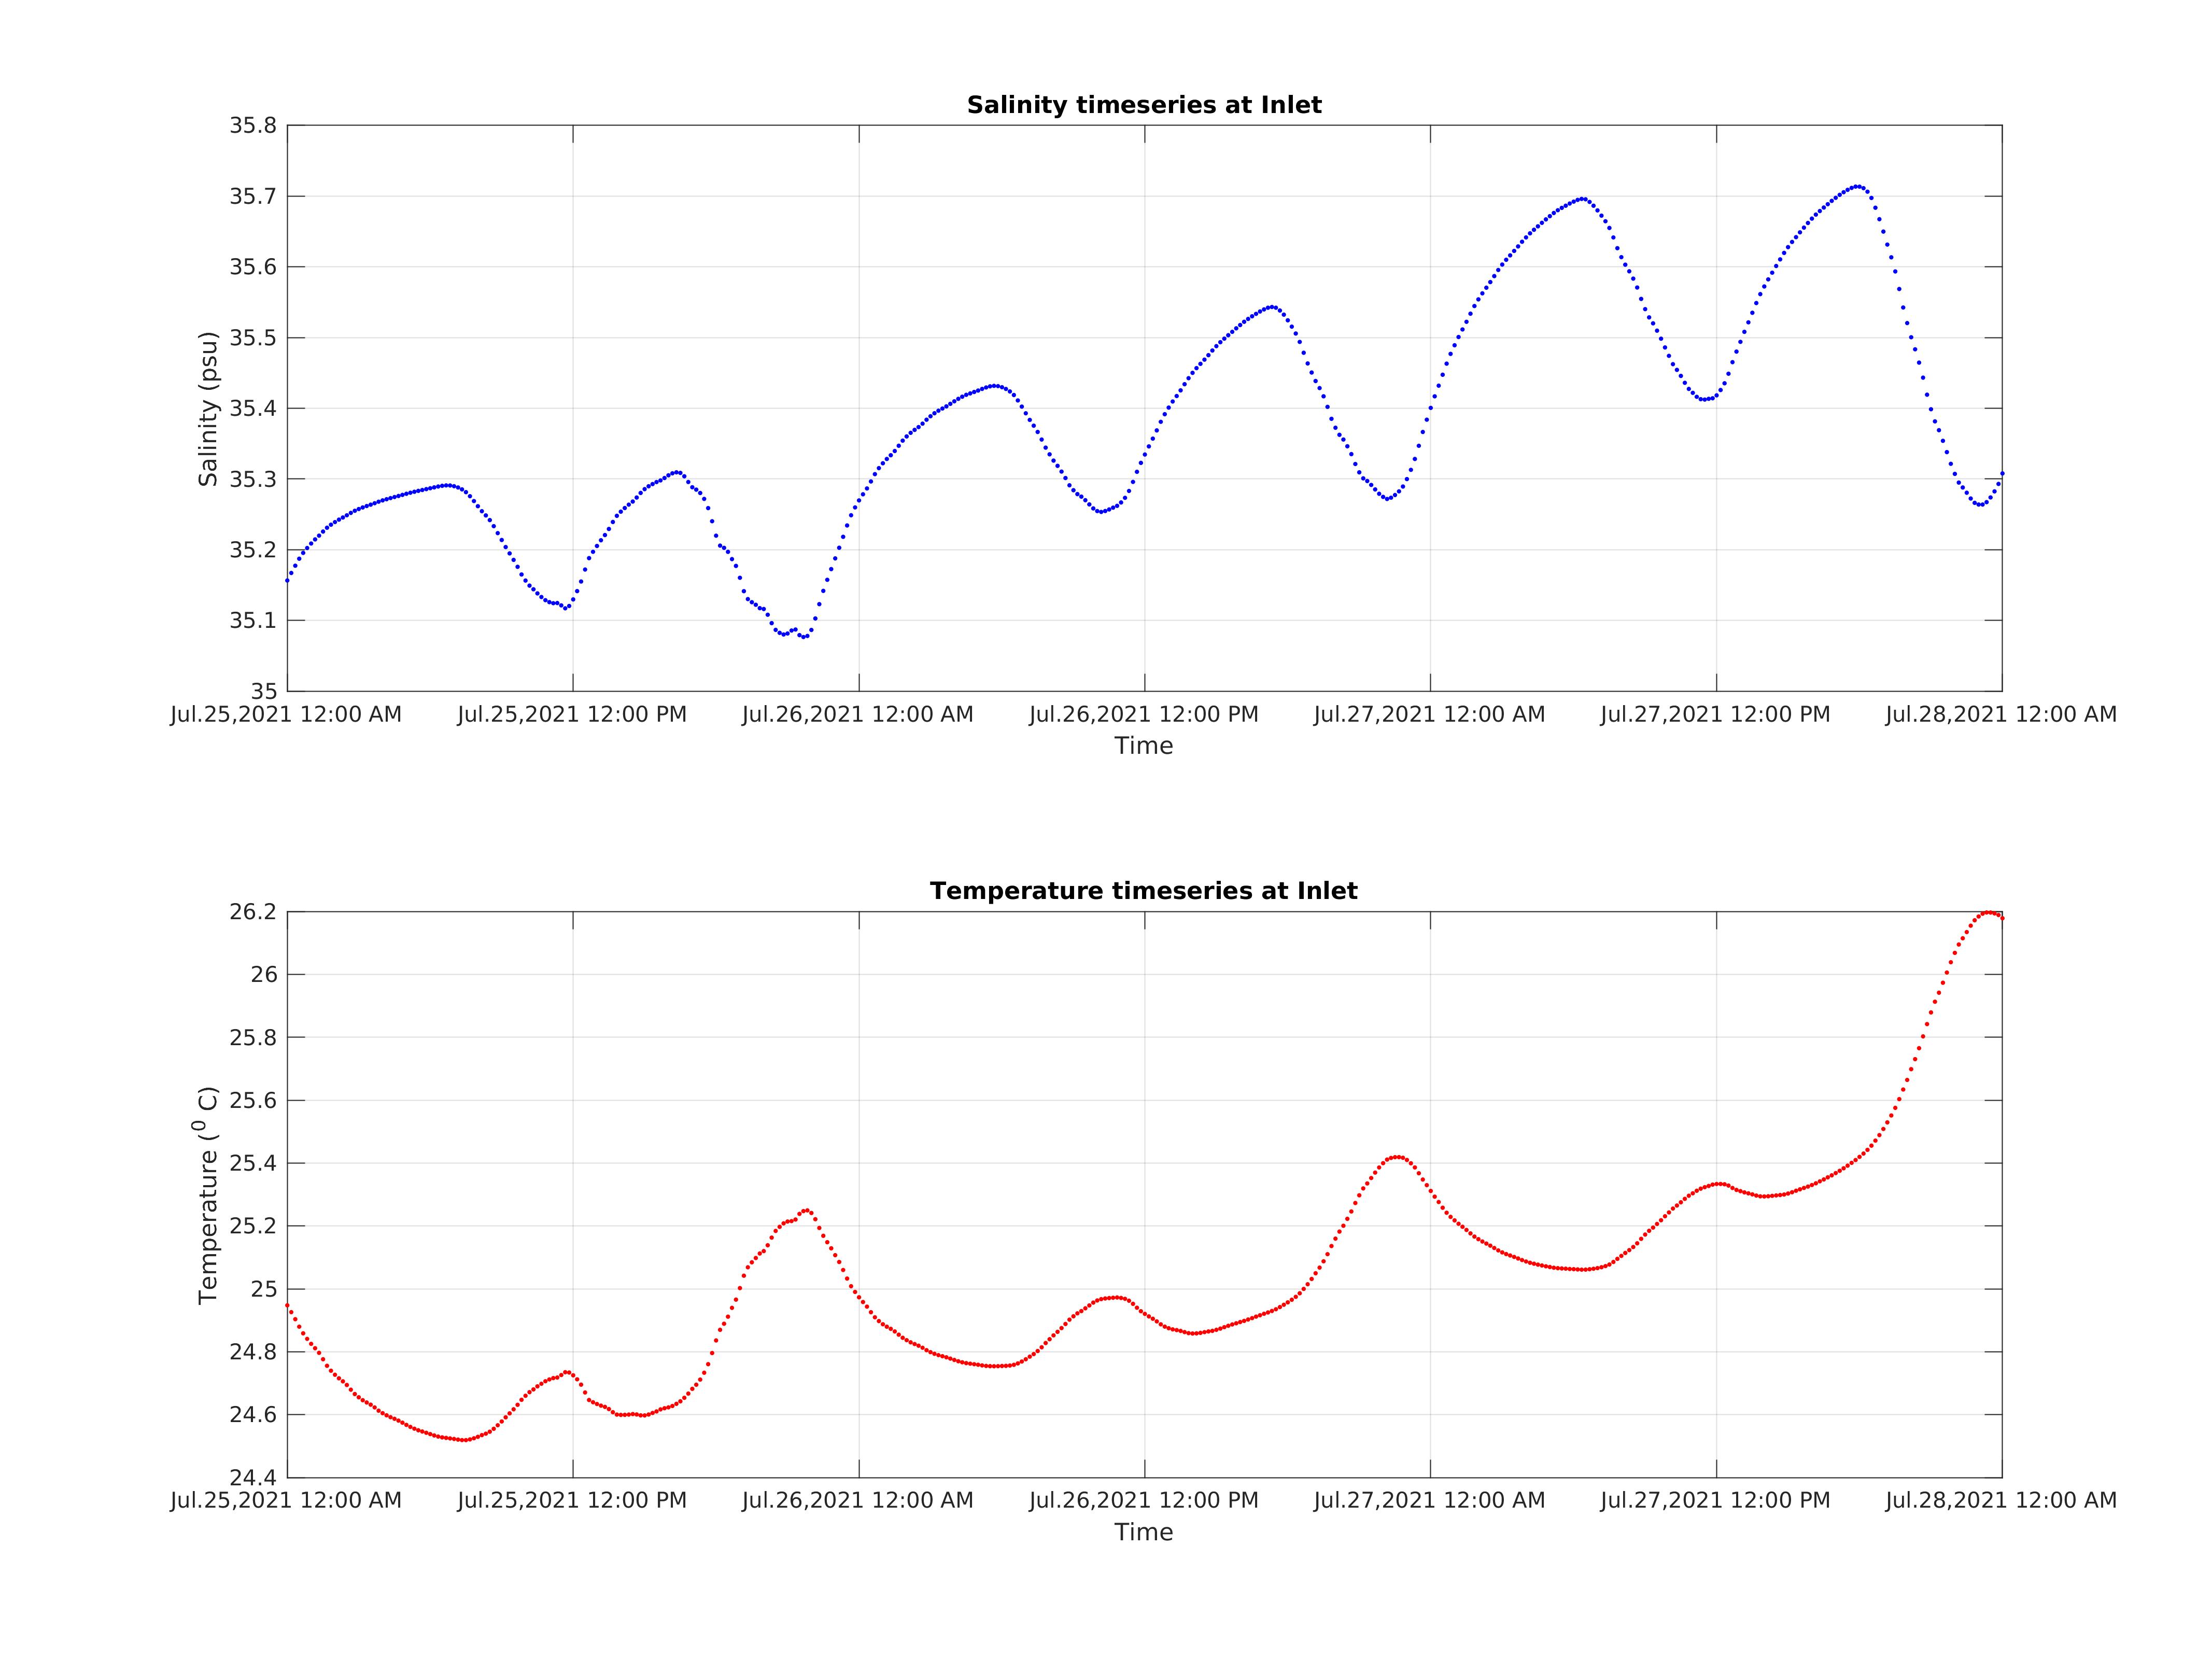 Salinity timeseries at Inlet
35.8
35.7
35.6
35.5
35.4
35.3
35.2
35.1
35
Salinity (psu)
Jul.25,2021 12:00 AM Jul.25,2021 12:00 PM Jul.26,2021 12:00 AM Jul.26,2021 12:00 PM Jul.27,2021 12:00 AM Jul.27,2021 12:00 PM Jul.28,2021 12:00 AM
Time
Temperature timeseries at Inlet
26.2
26
25.8
25.6
25.4
25.2
25
24.8
24.6
24.4
Temperature (⁰ C)
Jul.25,2021 12:00 AM Jul.25,2021 12:00 PM Jul.26,2021 12:00 AM Jul.26,2021 12:00 PM Jul.27,2021 12:00 AM Jul.27,2021 12:00 PM Jul.28,2021 12:00 AM
Time